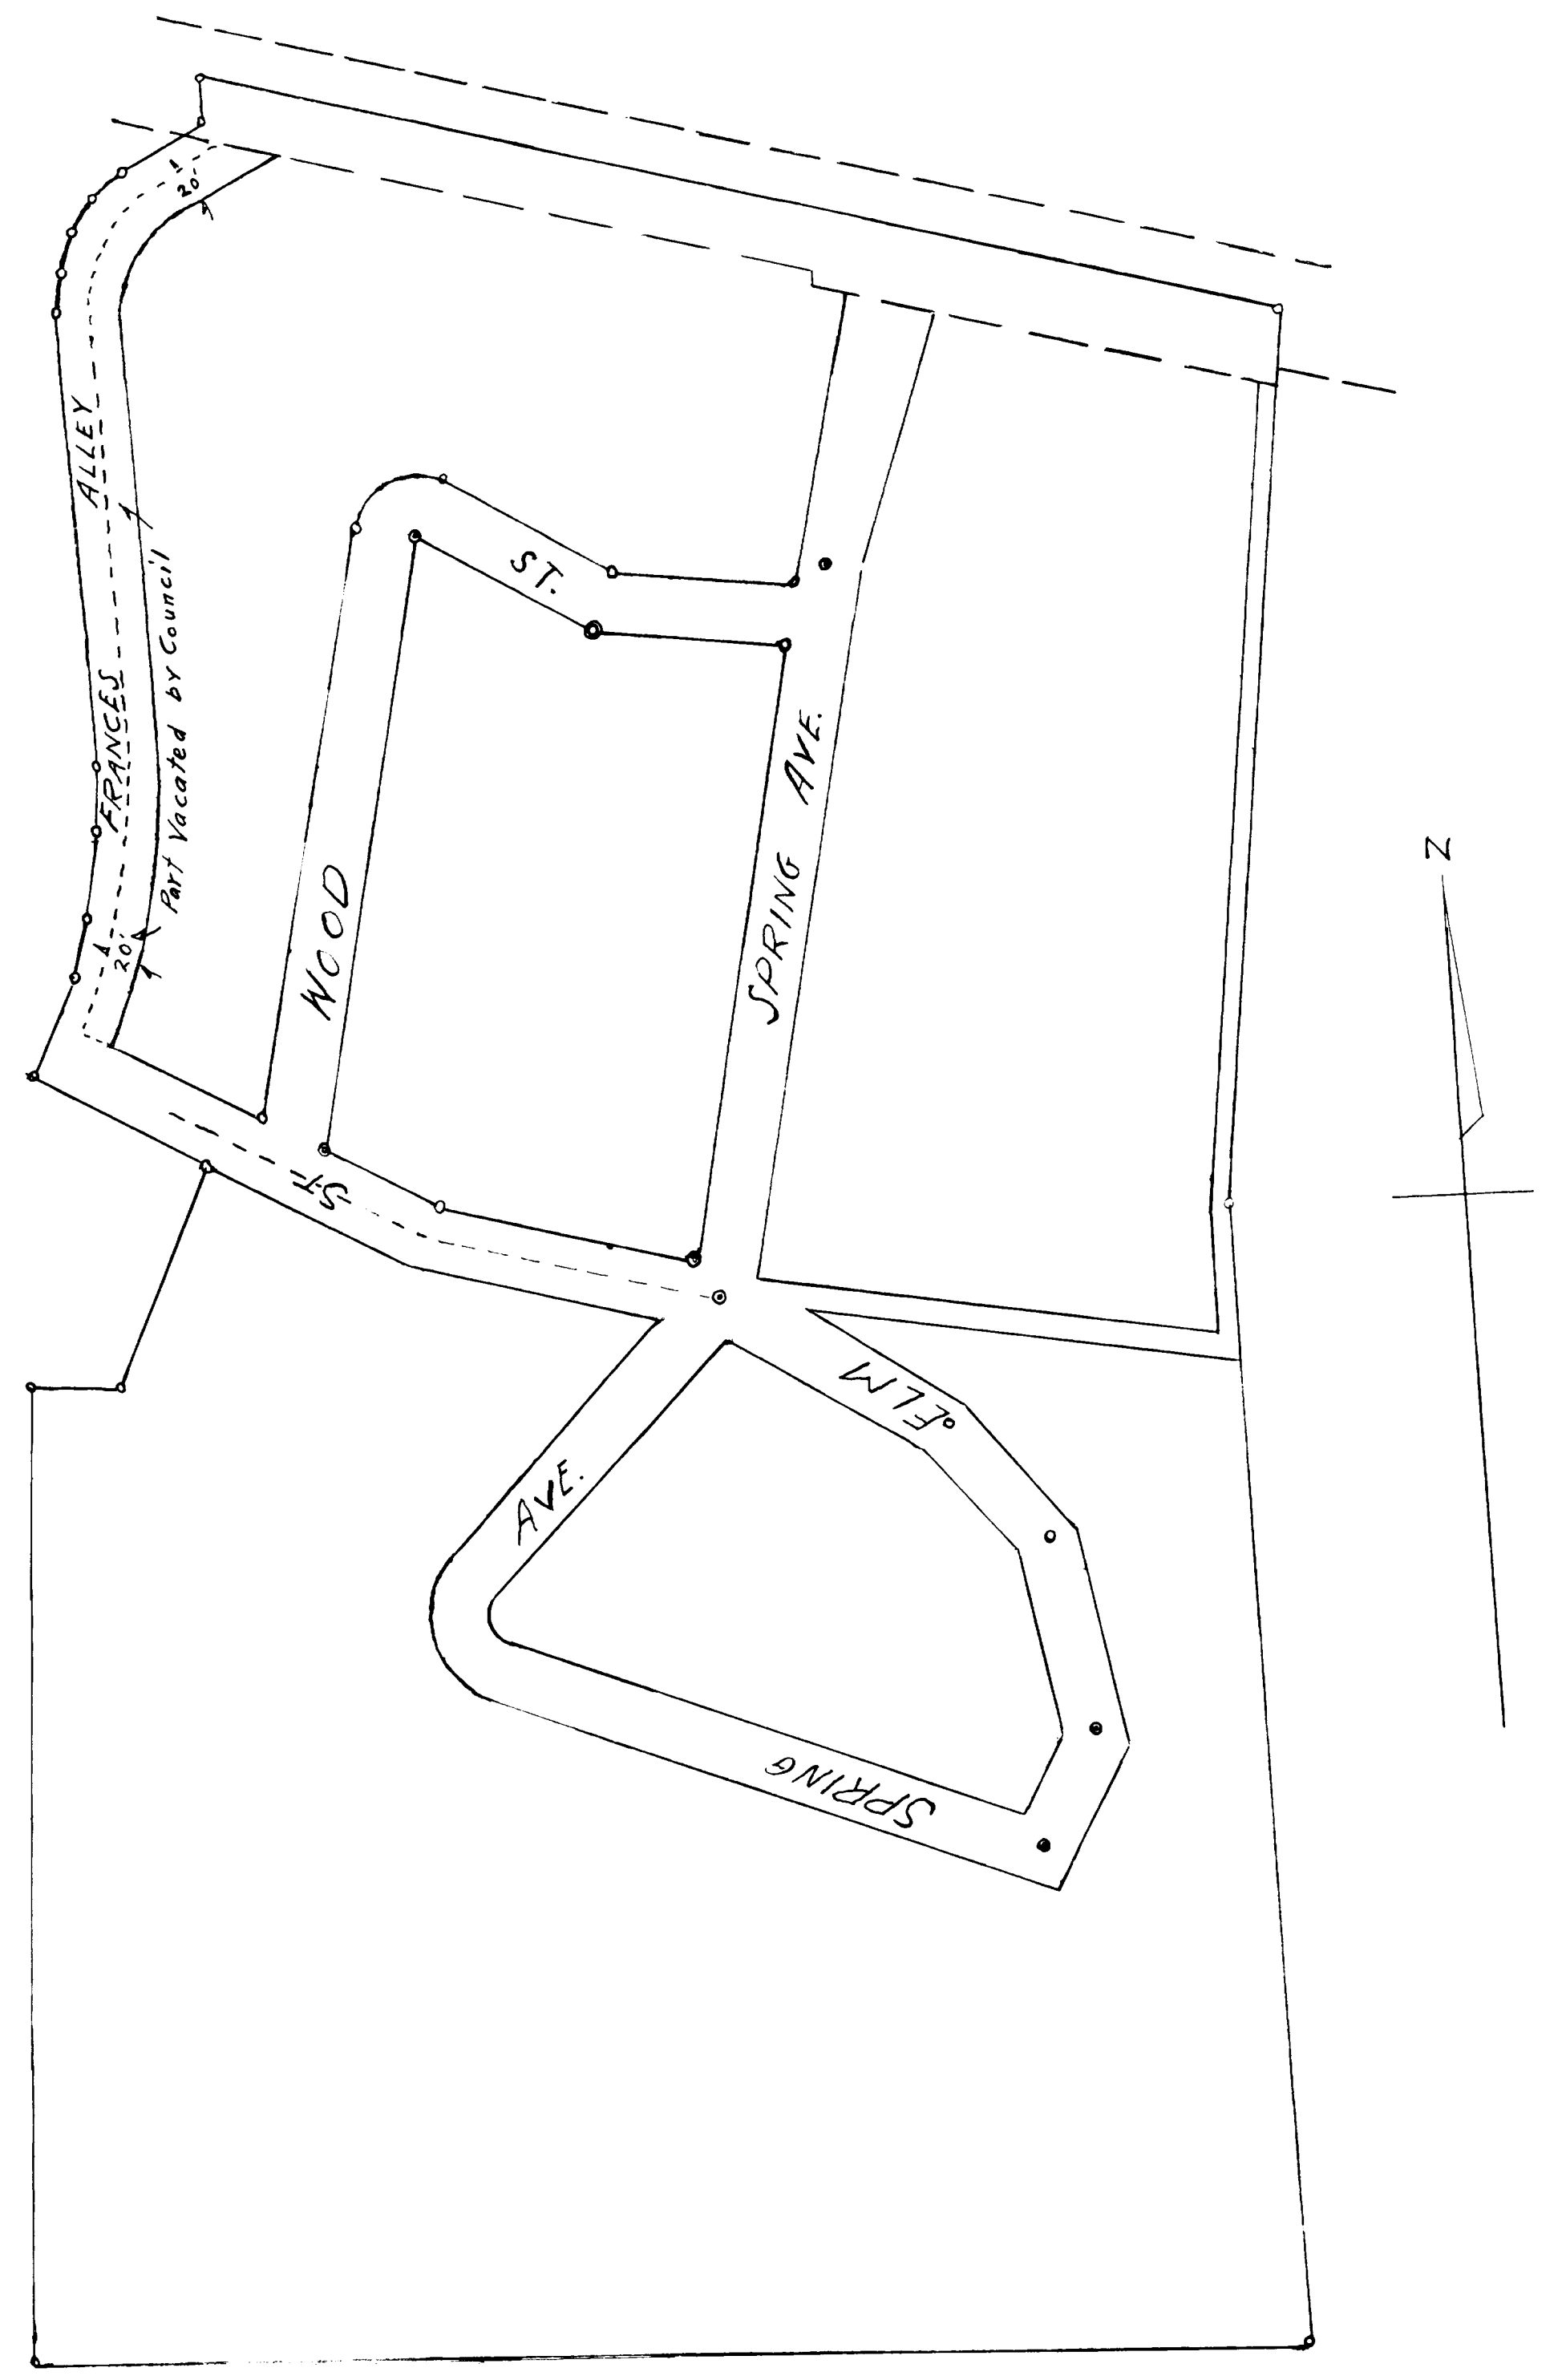 20'
ALLEY
FRANCES
Part Vacated by Council
20'
ST.
WOOD
SPRING AVE.
N
ST.
ELM
AVE.
SPRING